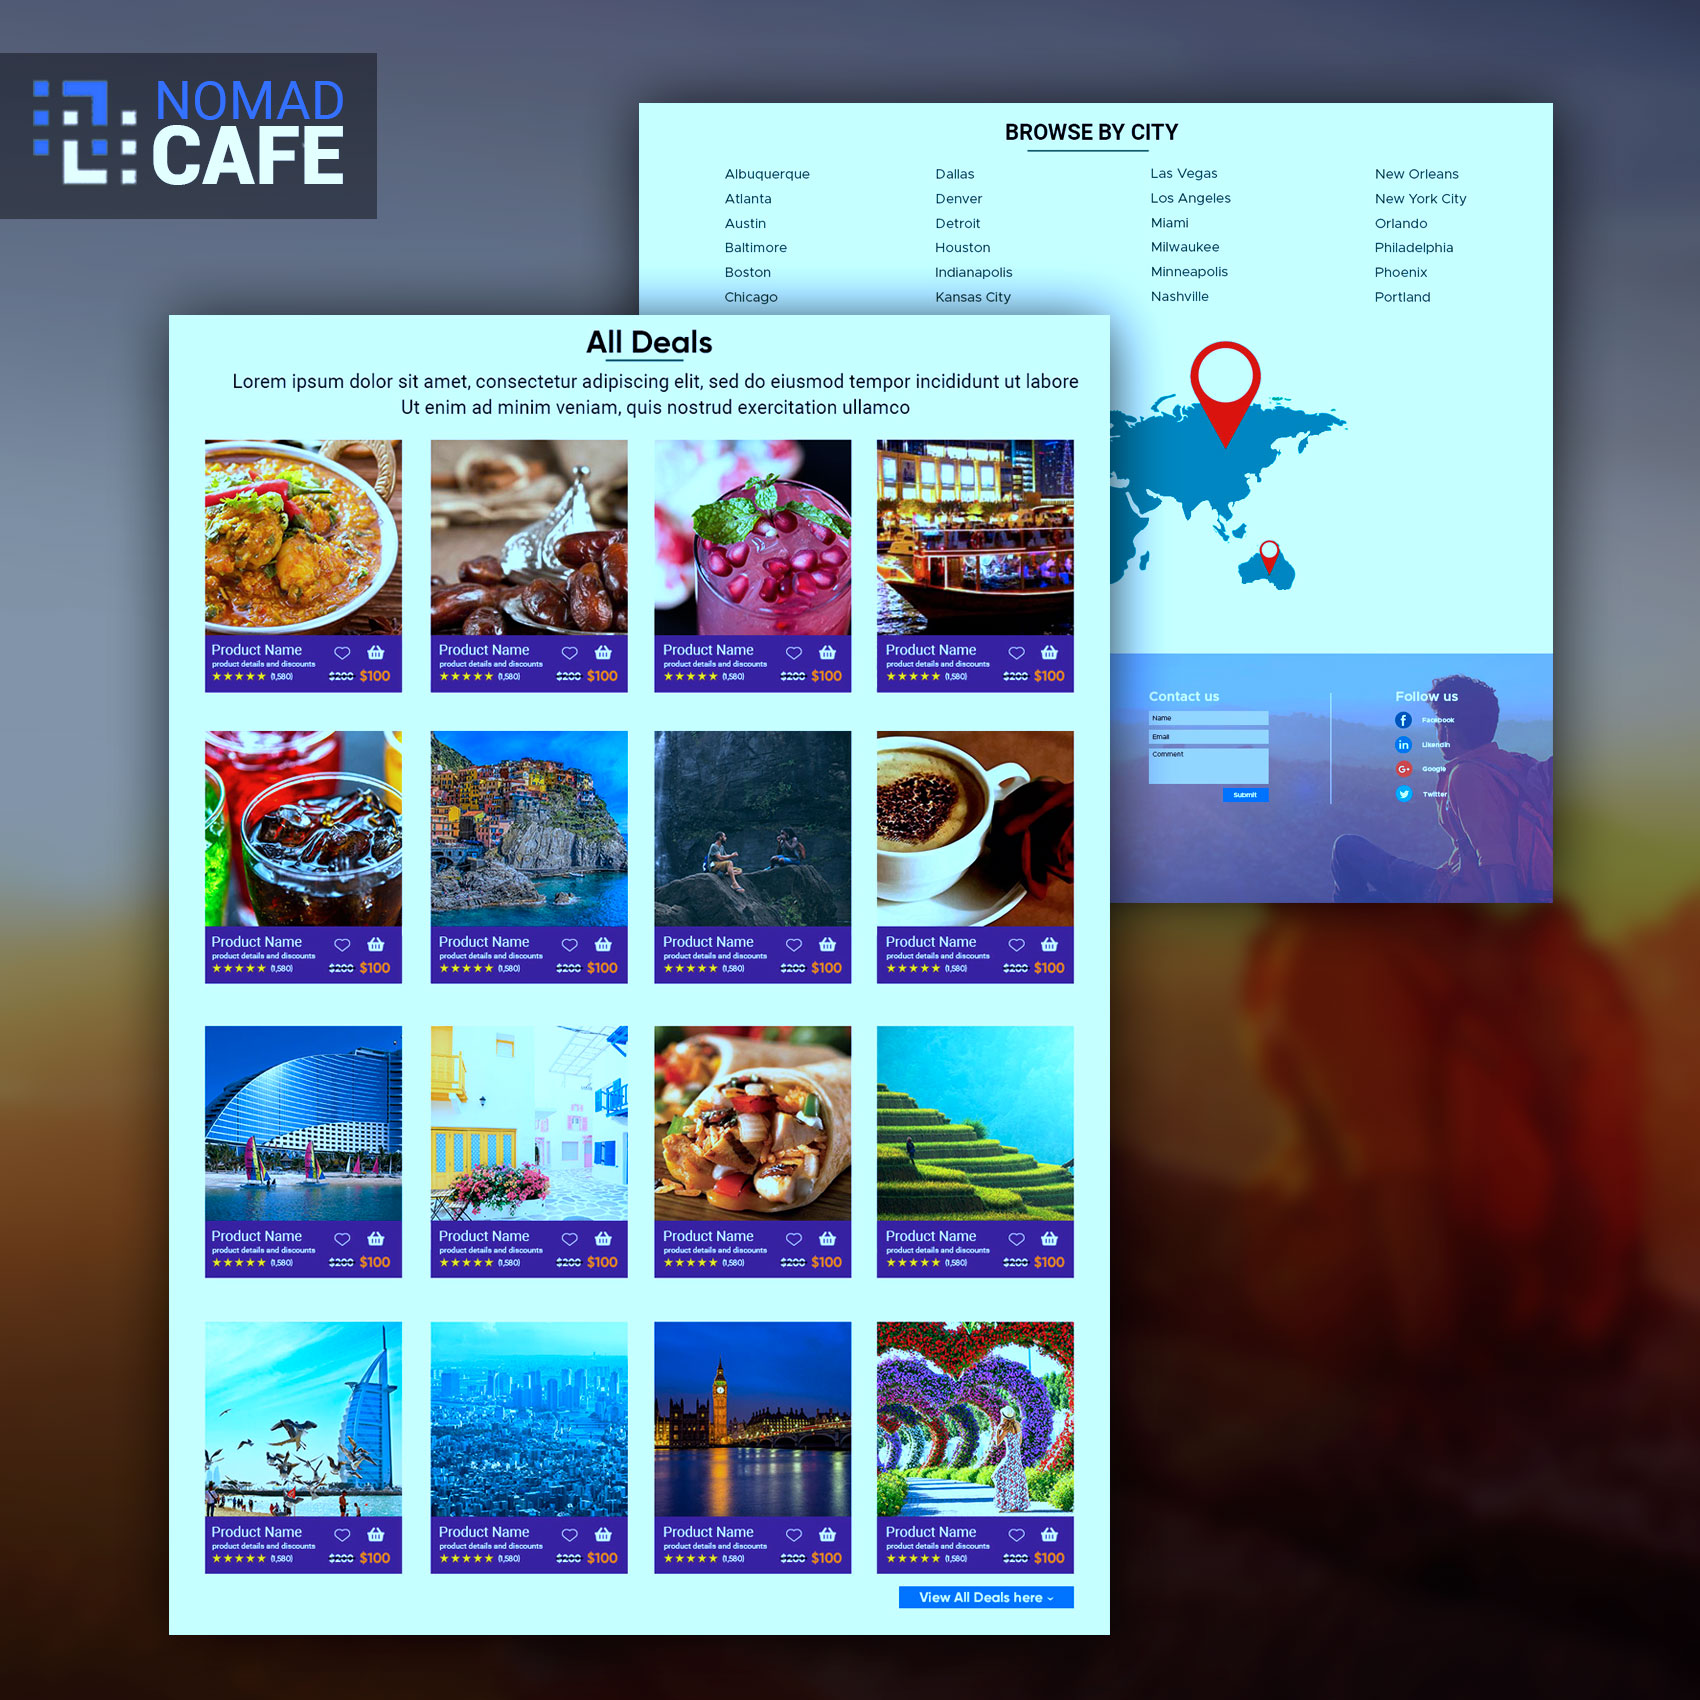 NOMAD
CAFE
BROWSE BY CITY
Albuquerque
Atlanta
Austin
Baltimore
Boston
Chicago
Dallas
Denver
Detroit
Houston
Indianapolis
Kansas City
Las Vegas
Los Angeles
Miami
Milwaukee
Minneapolis
Nashville
New Orleans
New York City
Orlando
Philadelphia
Phoenix
Portland
All Deals
Lorem ipsum dolor sit amet, consectetur adipiscing elit, sed do eiusmod tempor incididunt ut labore
Ut enim ad minim veniam, quis nostrud exercitation ullamco
Product Name
product details and discounts
★★★★★ (1,580) $200 $100
Product Name
product details and discounts
★★★★★ (1,580) $200 $100
Product Name
product details and discounts
★★★★★ (1,580) $200 $100
Product Name
product details and discounts
★★★★★ (1,580) $200 $100
Product Name
product details and discounts
★★★★★ (1,580) $200 $100
Product Name
product details and discounts
★★★★★ (1,580) $200 $100
Product Name
product details and discounts
★★★★★ (1,580) $200 $100
Product Name
product details and discounts
★★★★★ (1,580) $200 $100
Product Name
product details and discounts
★★★★★ (1,580) $200 $100
Product Name
product details and discounts
★★★★★ (1,580) $200 $100
Product Name
product details and discounts
★★★★★ (1,580) $200 $100
Product Name
product details and discounts
★★★★★ (1,580) $200 $100
Product Name
product details and discounts
★★★★★ (1,580) $200 $100
Product Name
product details and discounts
★★★★★ (1,580) $200 $100
Product Name
product details and discounts
★★★★★ (1,580) $200 $100
Product Name
product details and discounts
★★★★★ (1,580) $200 $100
View All Deals here
Contact us
Name
Email
Comment
Submit
Follow us
Facbook
Likendin
Google
Twitter